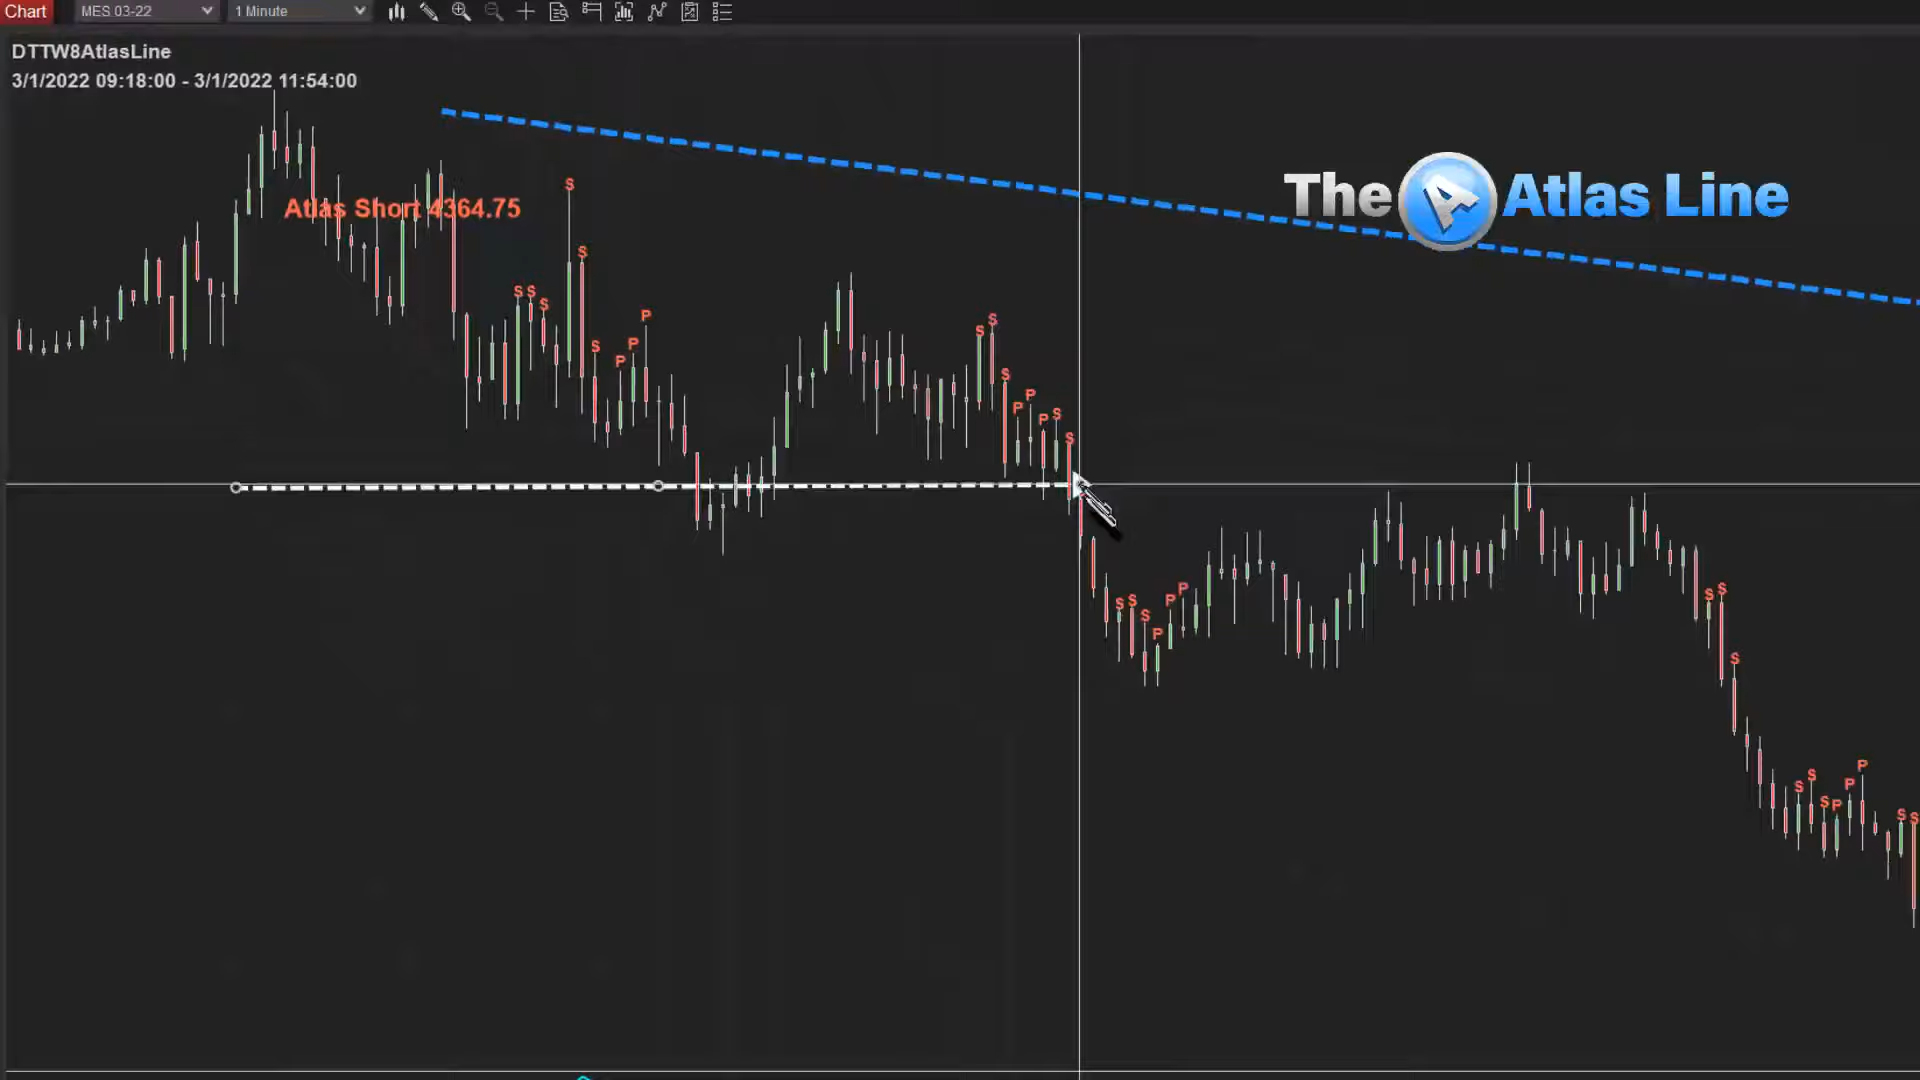 Chart MES 03-22 1 Minute
DTTW8AtlasLine
3/1/2022 09:18:00 - 3/1/2022 11:54:00
The A Atlas Line
Atlas Short 4364.75
S
S
S S S
P
S P P
S S
S
P P P S
S
P P
S S S P
S S
S
P
S S S P P
S S